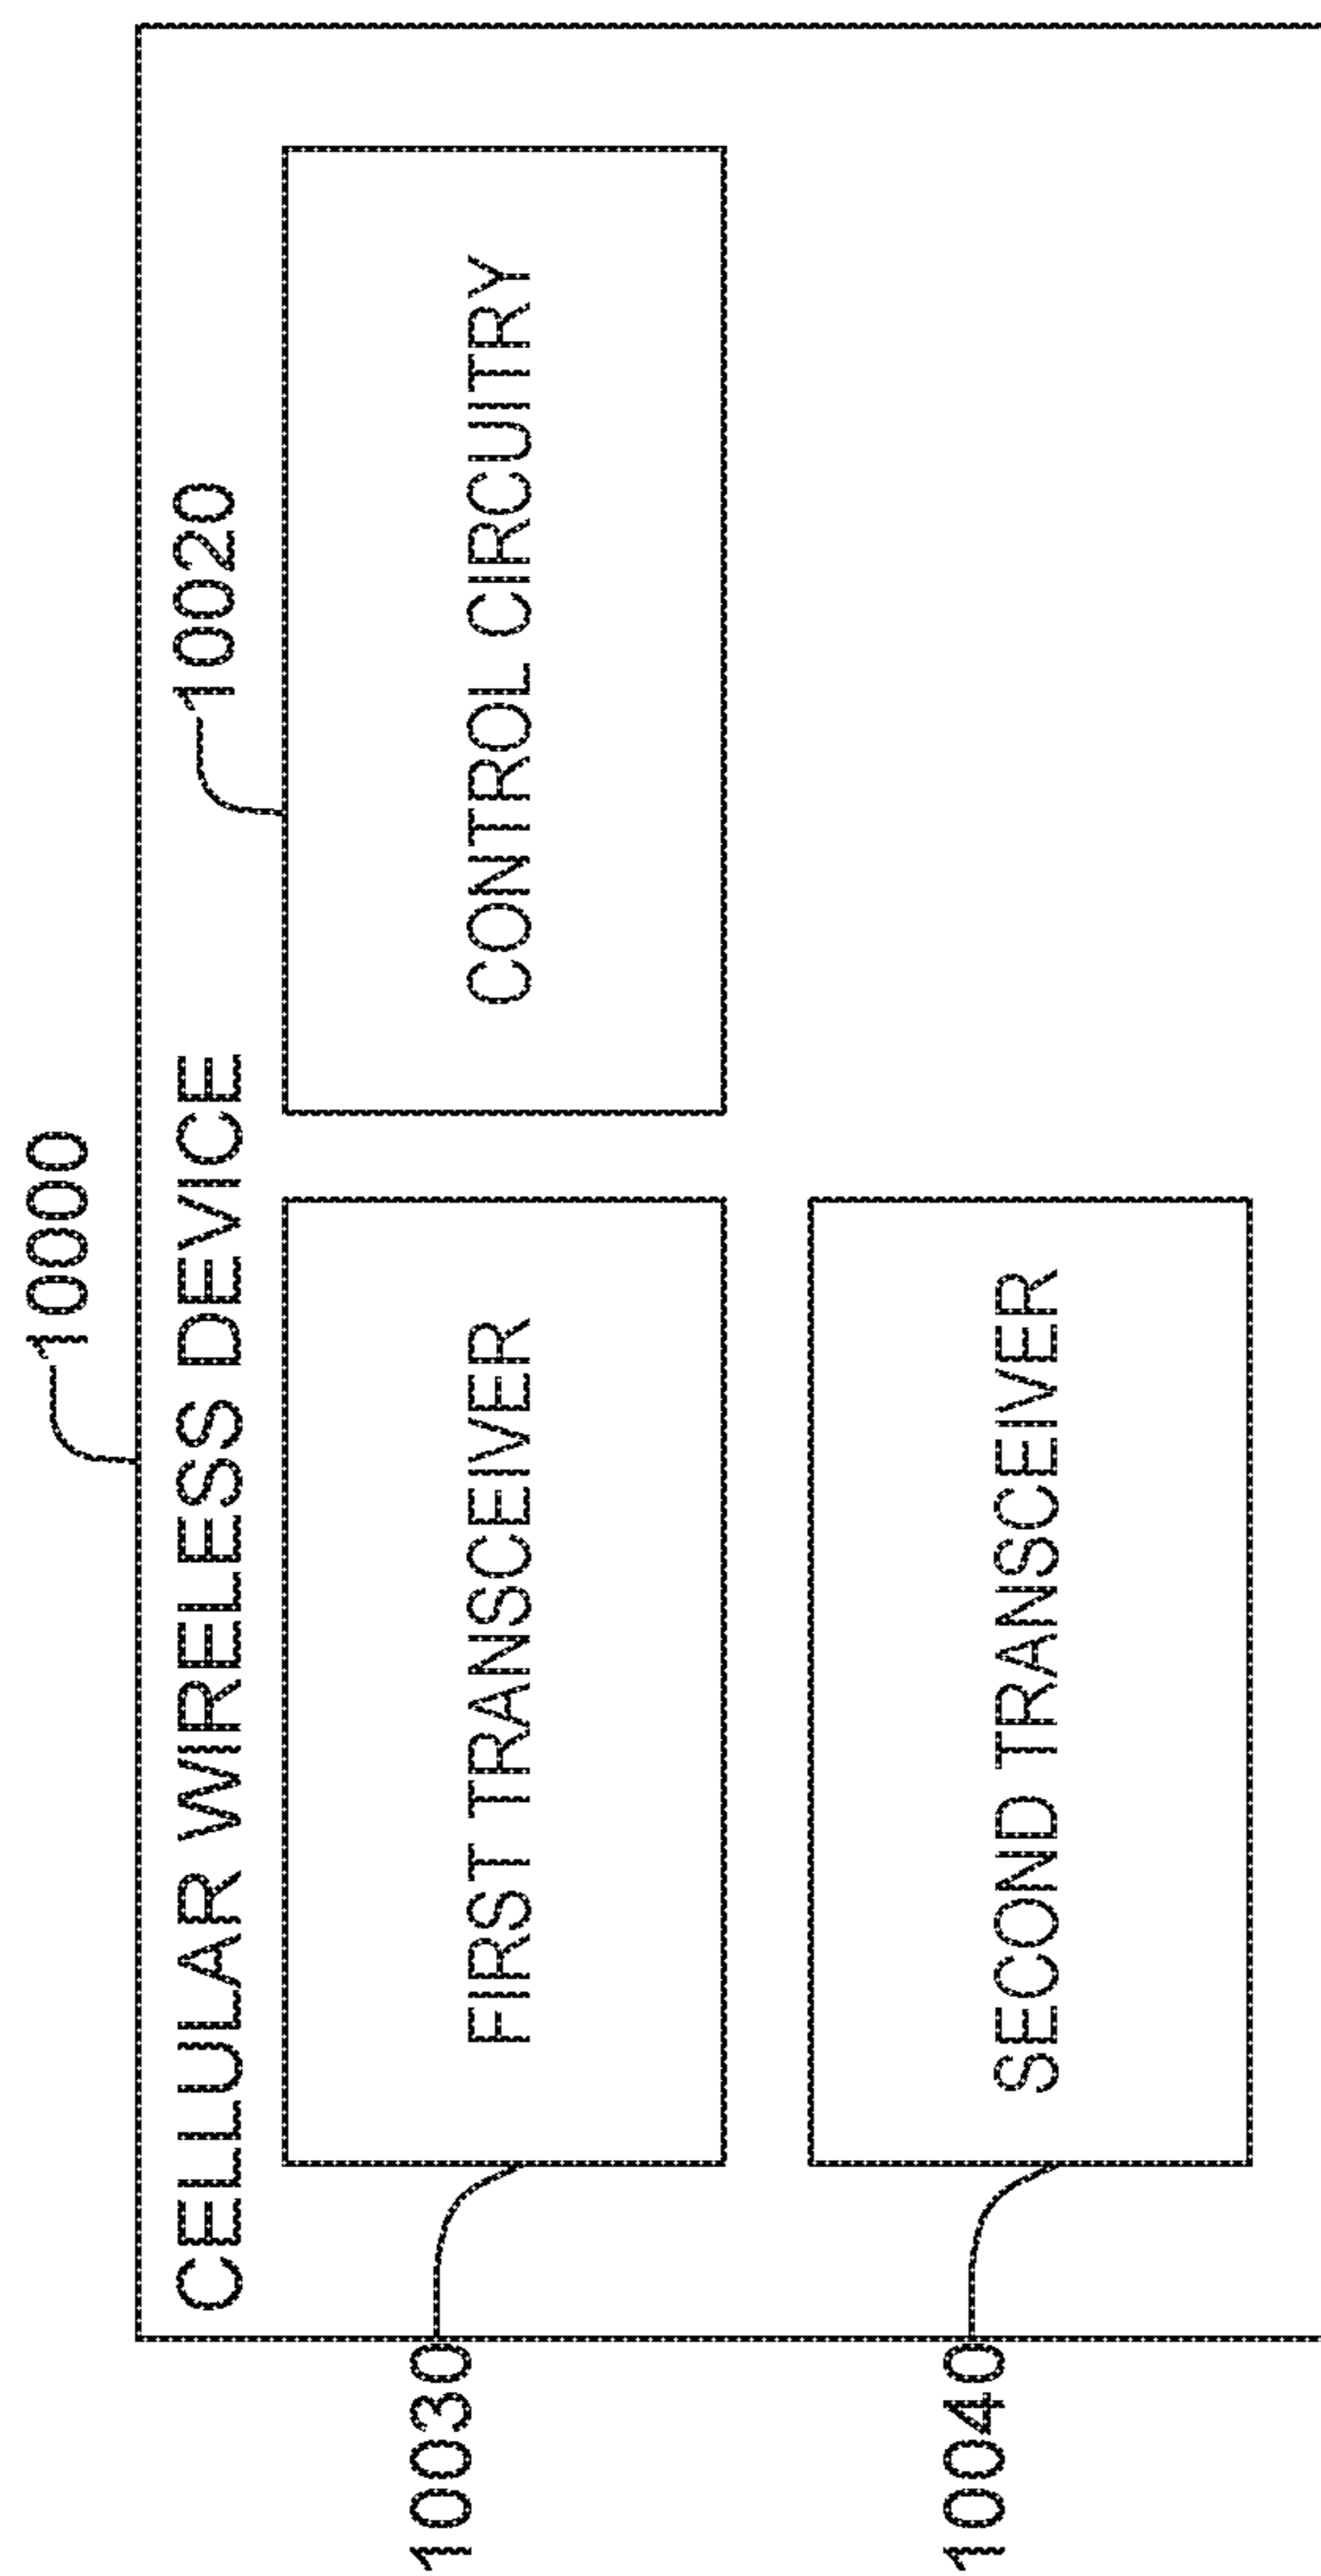 10000
CELLULAR WIRELESS DEVICE
10020
10030
FIRST TRANSCEIVER
CONTROL CIRCUITRY
10040
SECOND TRANSCEIVER